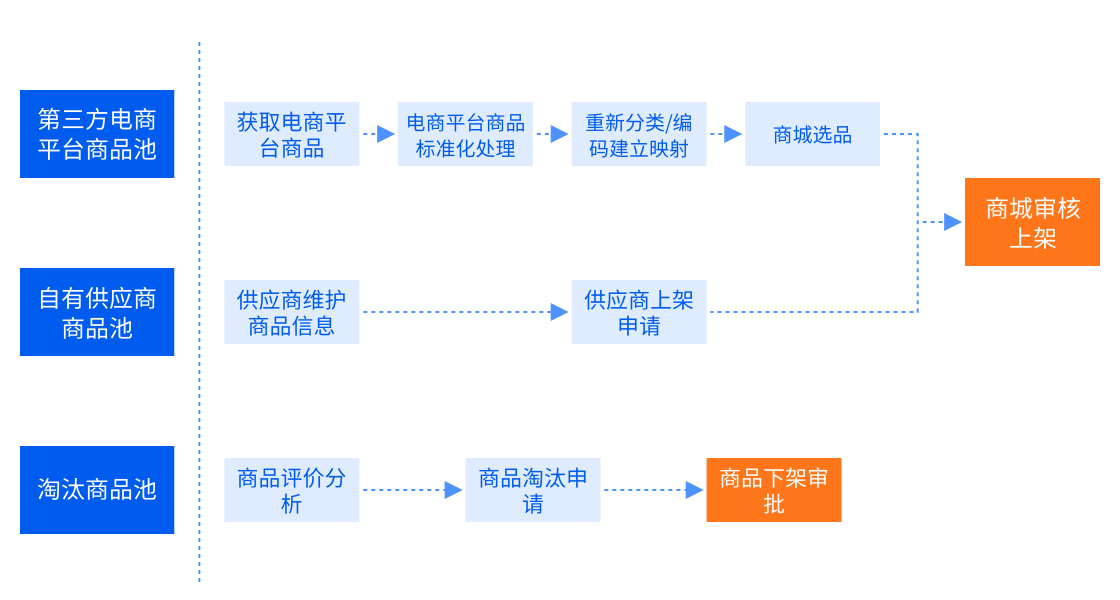 第三方电商
平台商品池
获取电商平
台商品
电商平台商品
标准化处理
重新分类/编
码建立映射
商城选品
商城审核
上架
自有供应商
商品池
供应商维护
商品信息
供应商上架
申请
淘汰商品池
商品评价分
析
商品淘汰申
请
商品下架审
批